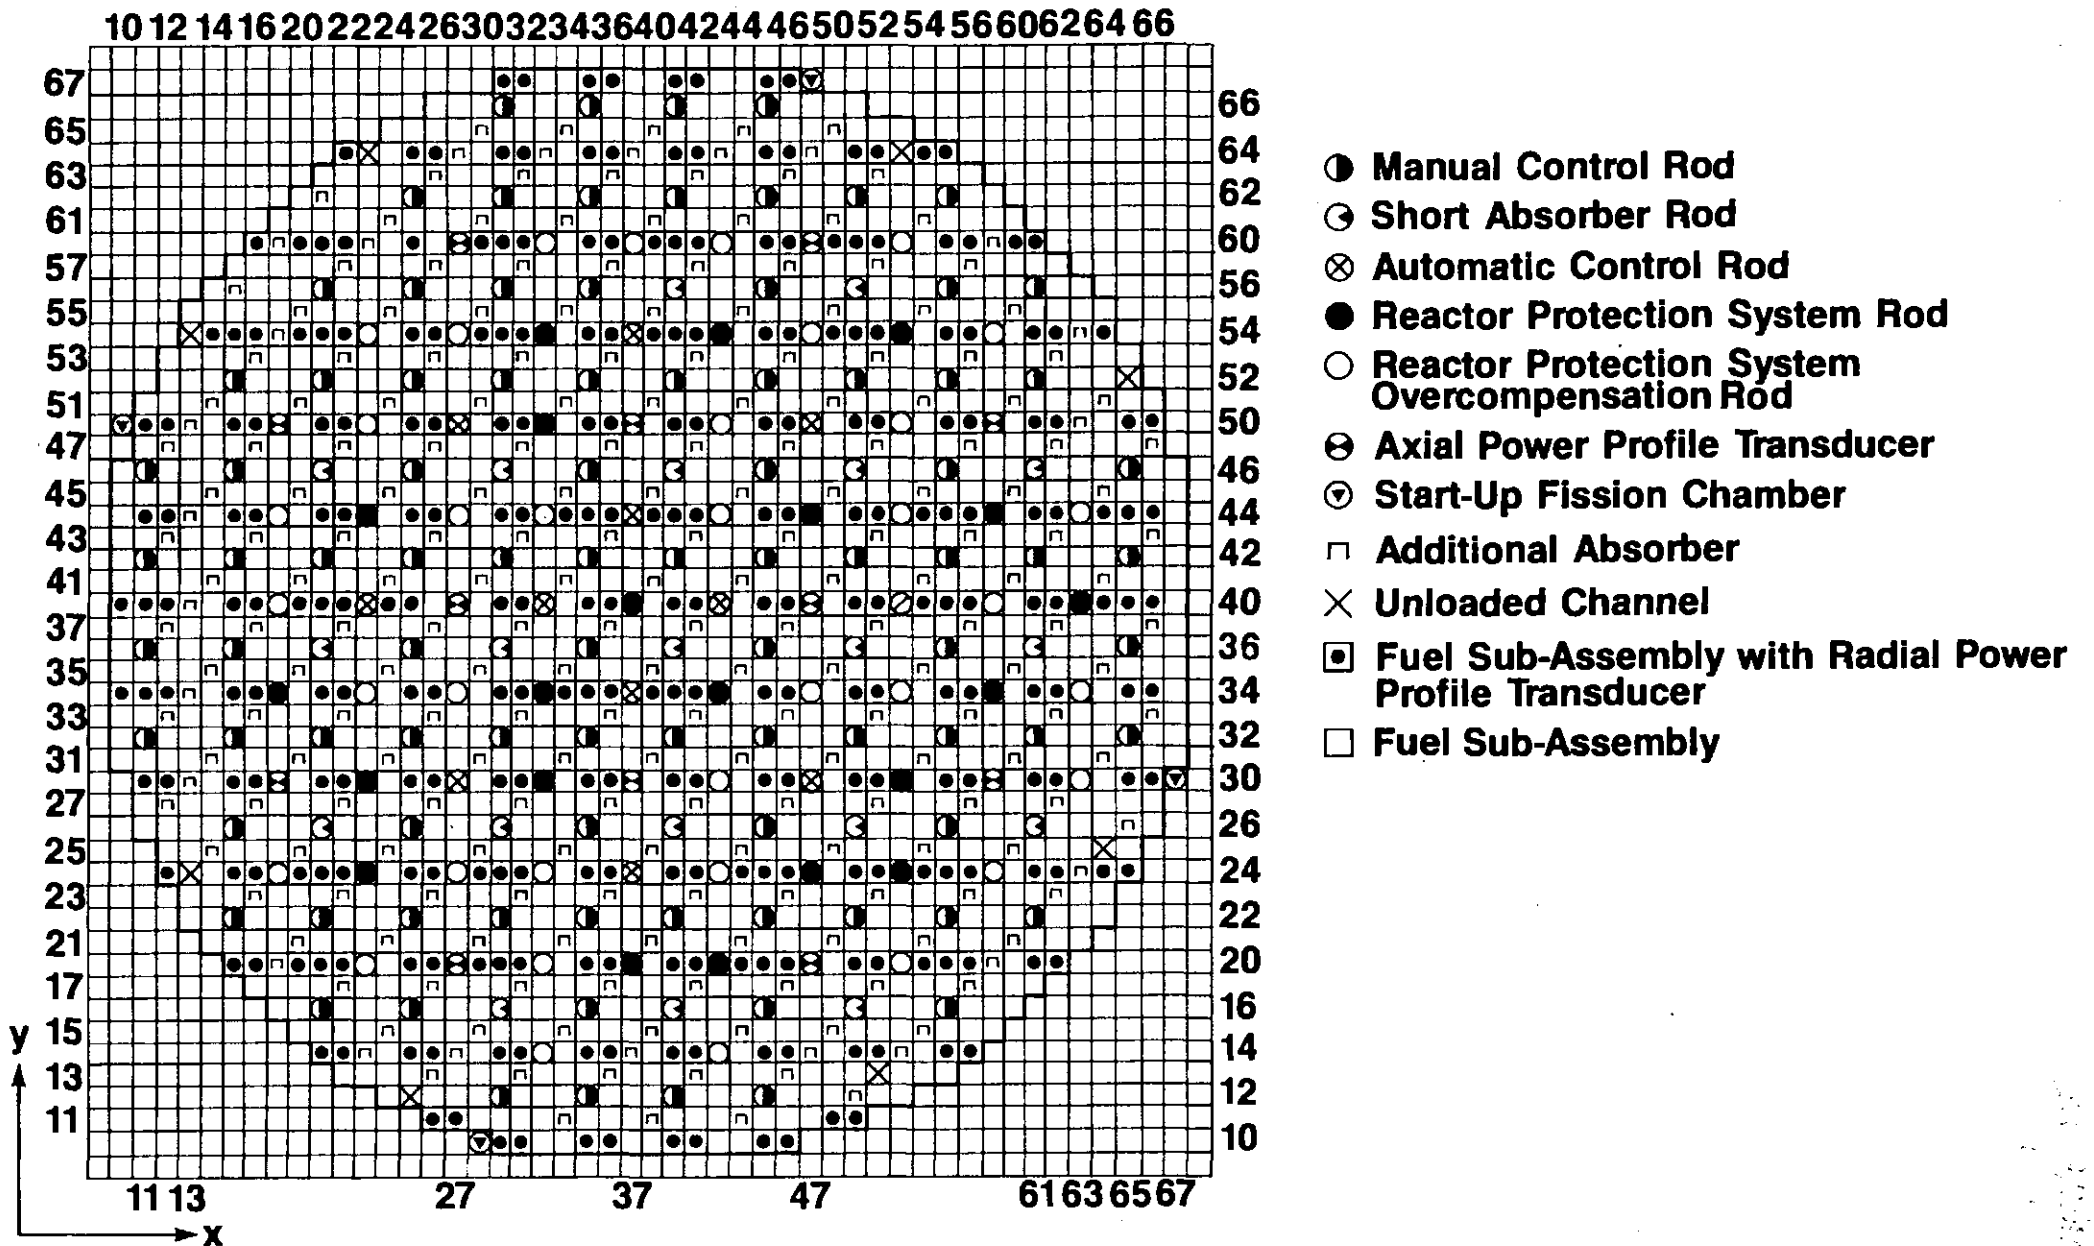 10 12 14 16 20 22 24 26 30 32 34 36 40 42 44 46 50 52 54 56 60 62 64 66
67
66
65
64
63
62
61
60
57
56
55
54
53
52
51
50
47
46
45
44
43
42
41
40
37
36
35
34
33
32
31
30
27
26
25
24
23
22
21
20
17
16
15
14
13
12
11
10
11 13 27 37 47 61 63 65 67
y
x
Manual Control Rod
Short Absorber Rod
Automatic Control Rod
Reactor Protection System Rod
Reactor Protection System
Overcompensation Rod
Axial Power Profile Transducer
Start-Up Fission Chamber
Additional Absorber
Unloaded Channel
Fuel Sub-Assembly with Radial Power
Profile Transducer
Fuel Sub-Assembly